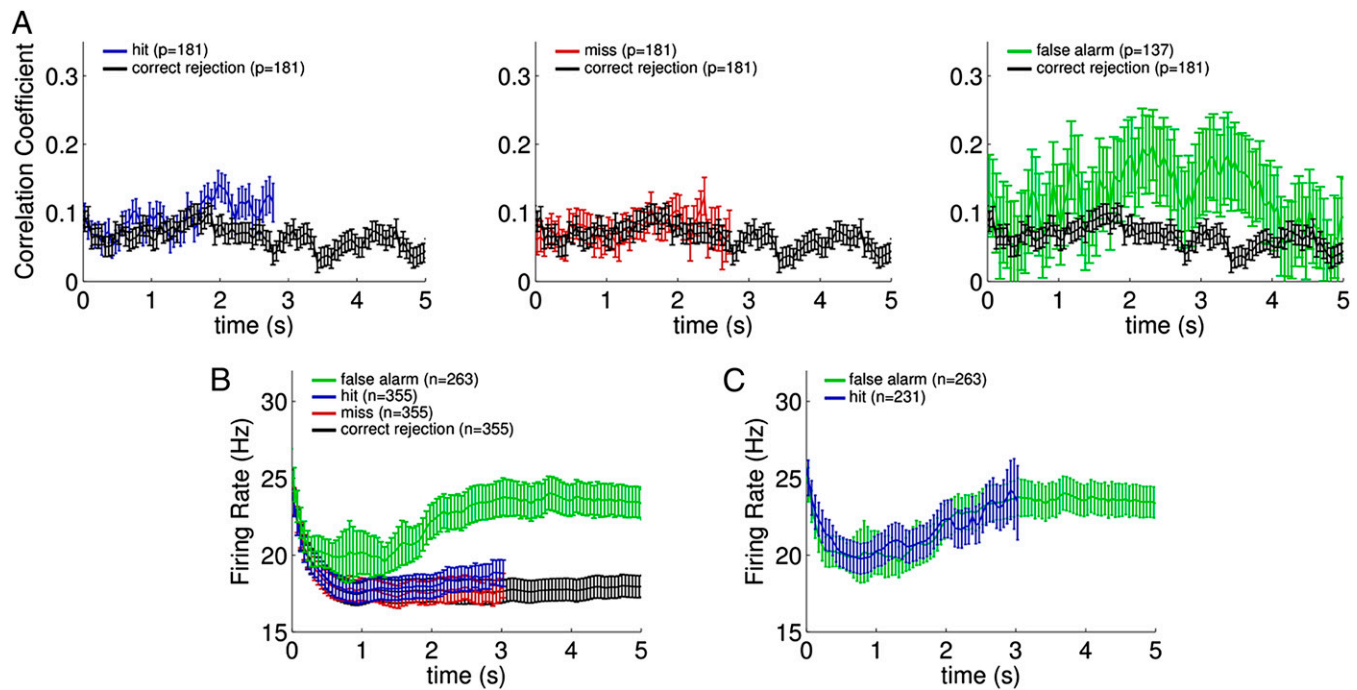 A
Correlation Coefficient
0.3
0.2
0.1
0
hit (p=181)
correct rejection (p=181)
0 1 2 3 4 5
time (s)
0.3
0.2
0.1
0
miss (p=181)
correct rejection (p=181)
0 1 2 3 4 5
time (s)
0.3
0.2
0.1
0
false alarm (p=137)
correct rejection (p=181)
0 1 2 3 4 5
time (s)
B
Firing Rate (Hz)
30
25
20
15
false alarm (n=263)
hit (n=355)
miss (n=355)
correct rejection (n=355)
0 1 2 3 4 5
time (s)
C
Firing Rate (Hz)
30
25
20
15
false alarm (n=263)
hit (n=231)
0 1 2 3 4 5
time (s)